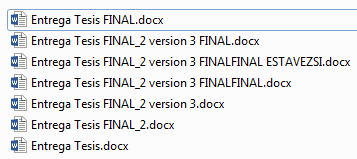 Entrega Tesis FINAL.docx
Entrega Tesis FINAL_2 version 3 FINAL.docx
Entrega Tesis FINAL_2 version 3 FINALFINAL ESTAVEZSI.docx
Entrega Tesis FINAL_2 version 3 FINALFINAL.docx
Entrega Tesis FINAL_2 version 3.docx
Entrega Tesis FINAL_2.docx
Entrega Tesis.docx